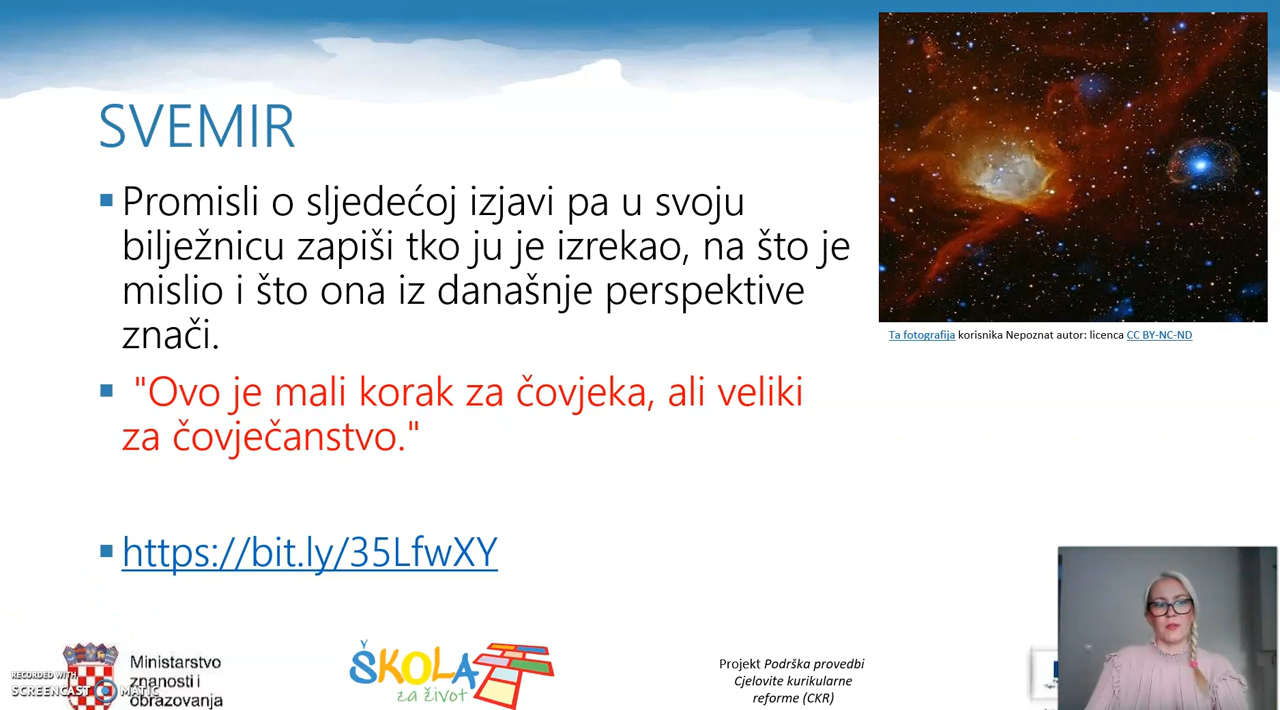 SVEMIR
Promisli o sljedećoj izjavi pa u svoju
bilježnicu zapiši tko ju je izrekao, na što je
mislio i što ona iz današnje perspektive
znači.
"Ovo je mali korak za čovjeka, ali veliki
za čovječanstvo."
https://bit.ly/35LfwXY
Ta fotografija korisnika Nepoznat autor: licenca CC BY-NC-ND
RECORDED WITH
SCREENCAST MATIC
Ministarstvo
znanosti i
obrazovanja
ŠKOLA
za život
Projekt Podrška provedbi
Cjelovite kurikularne
reforme (CKR)